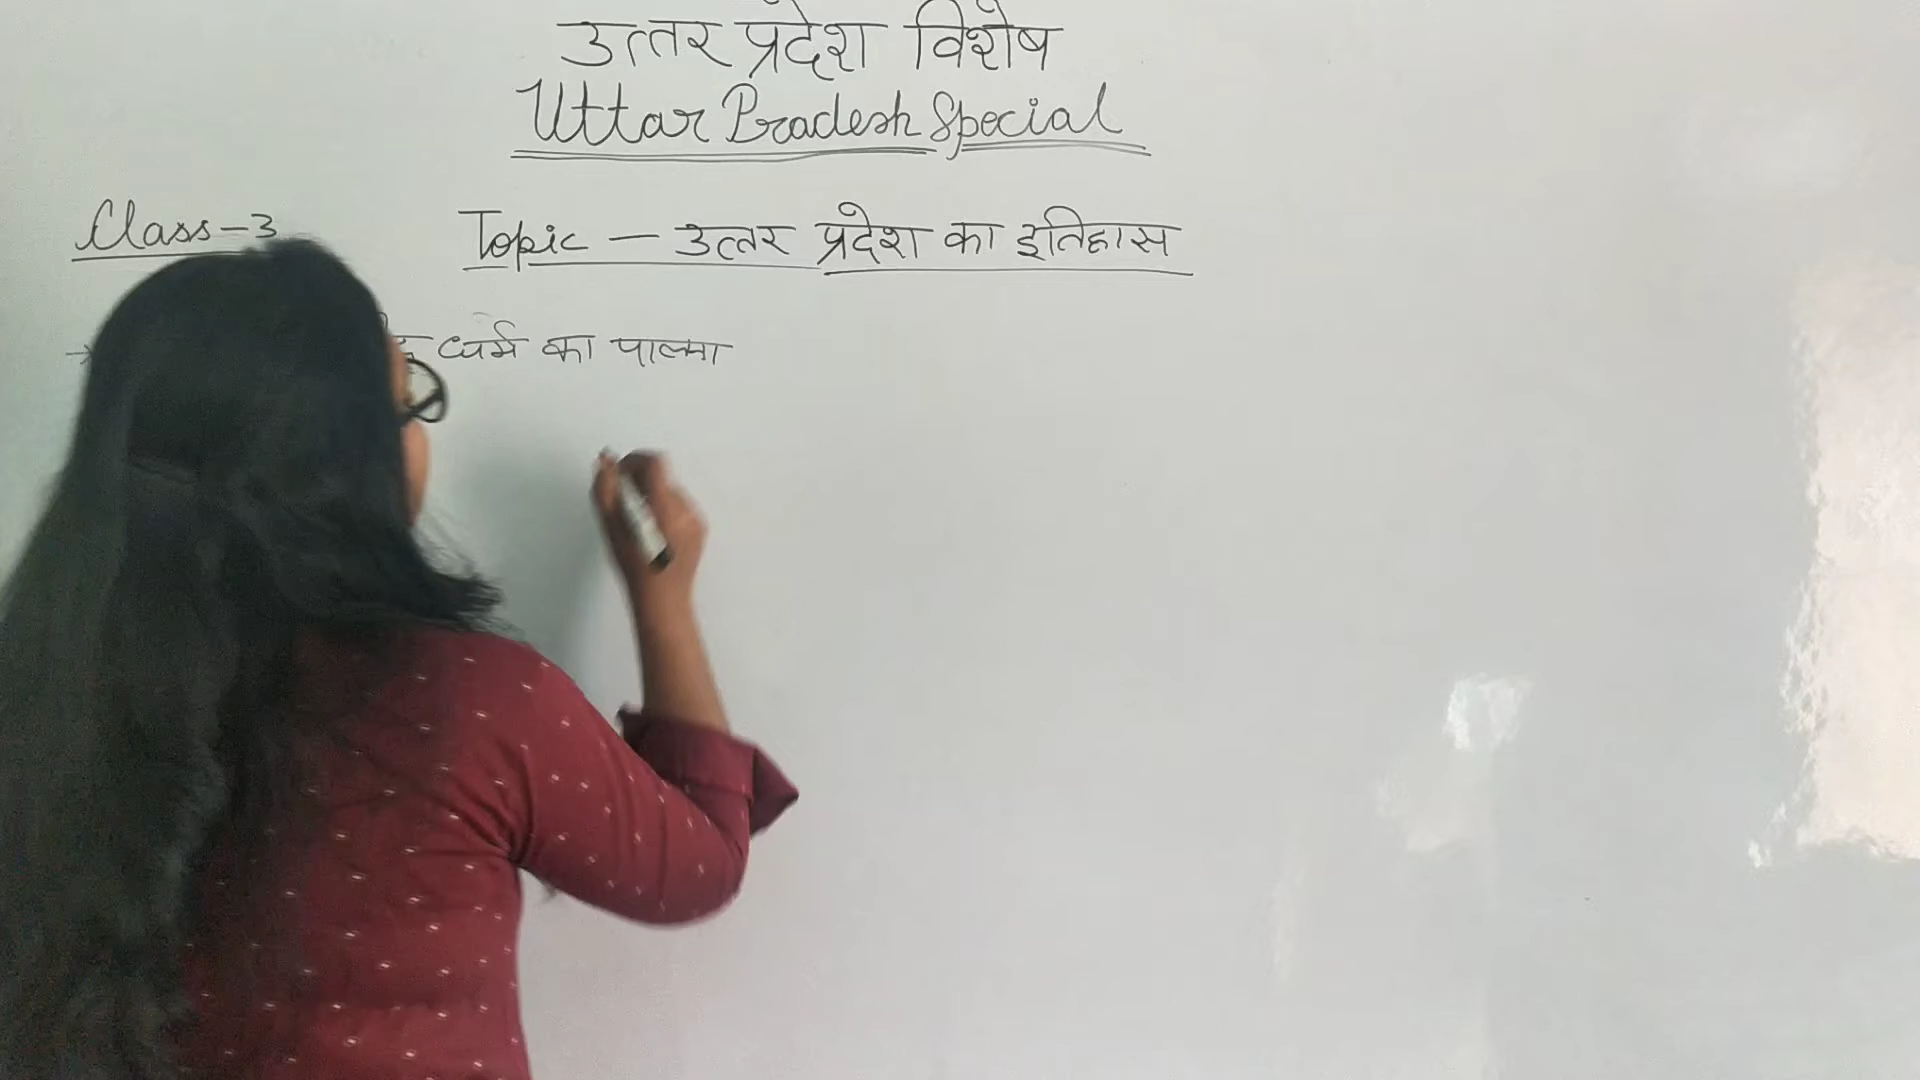 उत्तर प्रदेश विशेष
Uttar Pradesh Special
Class-3
Topic – उत्तर प्रदेश का इतिहास
→ धर्म का पालना